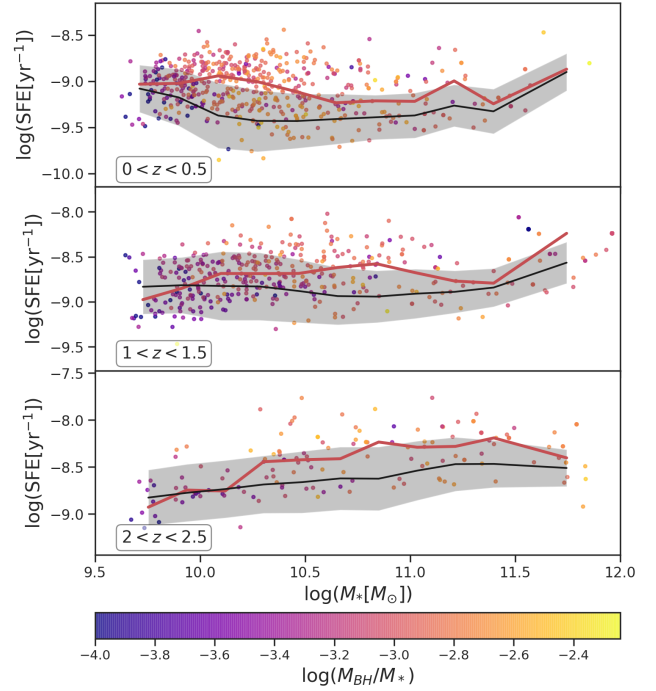 −8.5
−9.0
−9.5
−10.0
log(SFE[yr⁻¹])
0 < z < 0.5
−8.0
−8.5
−9.0
−9.5
log(SFE[yr⁻¹])
1 < z < 1.5
−7.5
−8.0
−8.5
−9.0
log(SFE[yr⁻¹])
2 < z < 2.5
9.5 10.0 10.5 11.0 11.5 12.0
log(M*[M⊙])
−4.0 −3.8 −3.6 −3.4 −3.2 −3.0 −2.8 −2.6 −2.4
log(M_BH/M*)